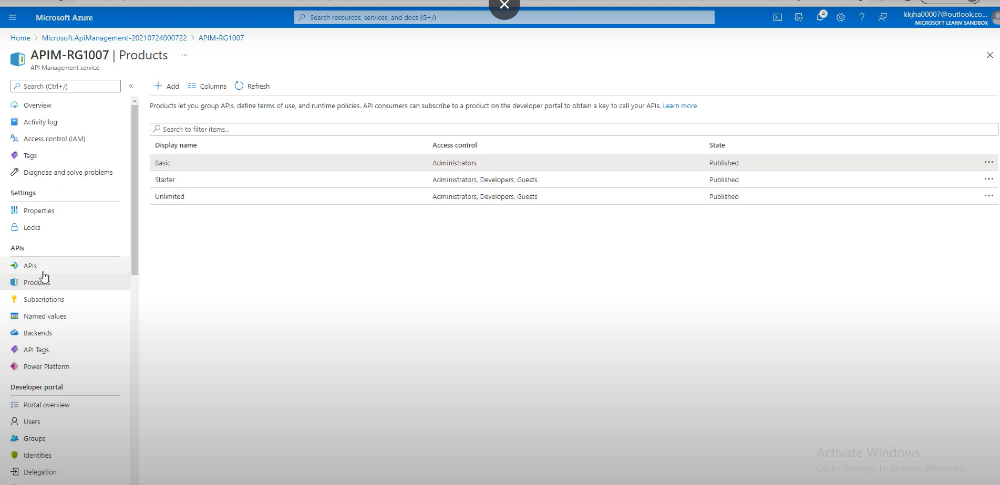 Microsoft Azure
Search resources, services, and docs (G+/)
4
kkjha00007@outlook.co...
MICROSOFT LEARN SANDBOX
Home > Microsoft.ApiManagement-20210724000722 > APIM-RG1007
APIM-RG1007 | Products ...
API Management service
Search (Ctrl+/)
«
Add
Columns
Refresh
Overview
Activity log
Access control (IAM)
Tags
Diagnose and solve problems
Settings
Properties
Locks
APIs
APIs
Products
Subscriptions
Named values
Backends
API Tags
Power Platform
Developer portal
Portal overview
Users
Groups
Identities
Delegation
Products let you group APIs, define terms of use, and runtime policies. API consumers can subscribe to a product on the developer portal to obtain a key to call your APIs. Learn more
Search to filter items...
Display name Access control State
Basic Administrators Published ...
Starter Administrators, Developers, Guests Published ...
Unlimited Administrators, Developers, Guests Published ...
Activate Windows
Go to Settings to activate Windows.